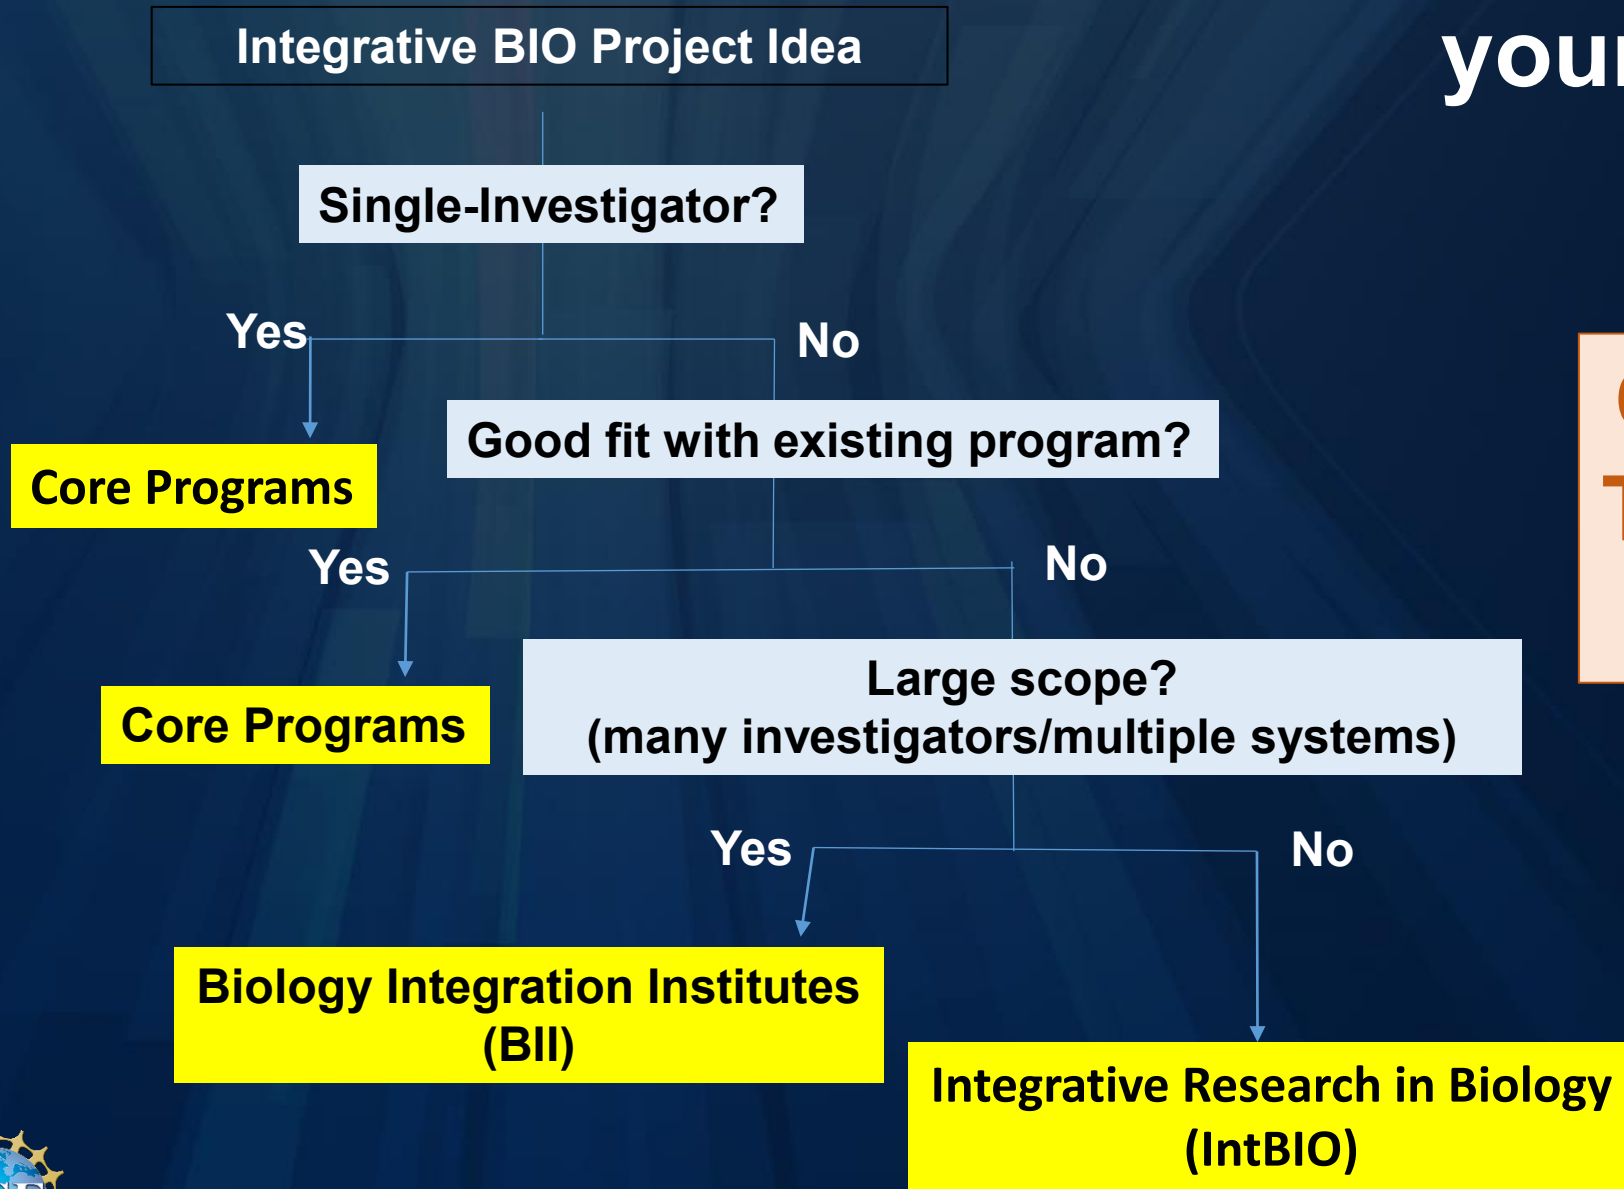 Integrative BIO Project Idea
Single-Investigator?
Yes
No
Good fit with existing program?
Core Programs
Yes
No
Large scope?
(many investigators/multiple systems)
Core Programs
Yes
No
Biology Integration Institutes
(BII)
Integrative Research in Biology
(IntBIO)